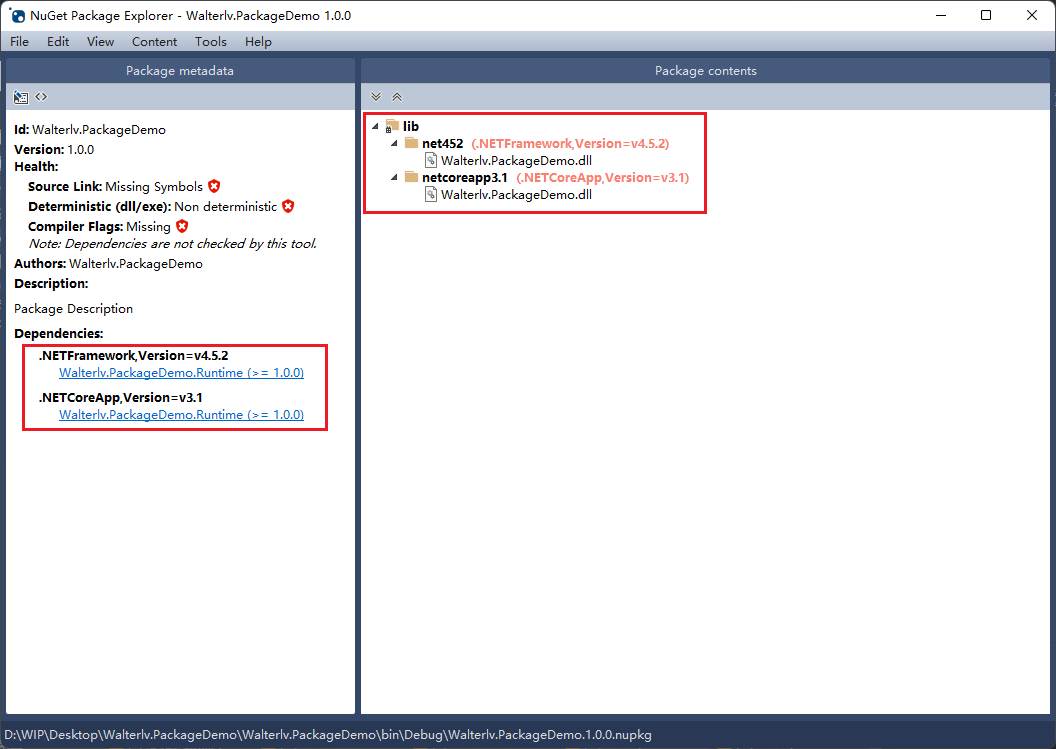 NuGet Package Explorer - Walterlv.PackageDemo 1.0.0
File Edit View Content Tools Help
Package metadata
Id: Walterlv.PackageDemo
Version: 1.0.0
Health:
Source Link: Missing Symbols
Deterministic (dll/exe): Non deterministic
Compiler Flags: Missing
Note: Dependencies are not checked by this tool.
Authors: Walterlv.PackageDemo
Description:
Package Description
Dependencies:
.NETFramework,Version=v4.5.2
Walterlv.PackageDemo.Runtime (>= 1.0.0)
.NETCoreApp,Version=v3.1
Walterlv.PackageDemo.Runtime (>= 1.0.0)
Package contents
lib
net452 (.NETFramework,Version=v4.5.2)
Walterlv.PackageDemo.dll
netcoreapp3.1 (.NETCoreApp,Version=v3.1)
Walterlv.PackageDemo.dll
D:\WIP\Desktop\Walterlv.PackageDemo\Walterlv.PackageDemo\bin\Debug\Walterlv.PackageDemo.1.0.0.nupkg